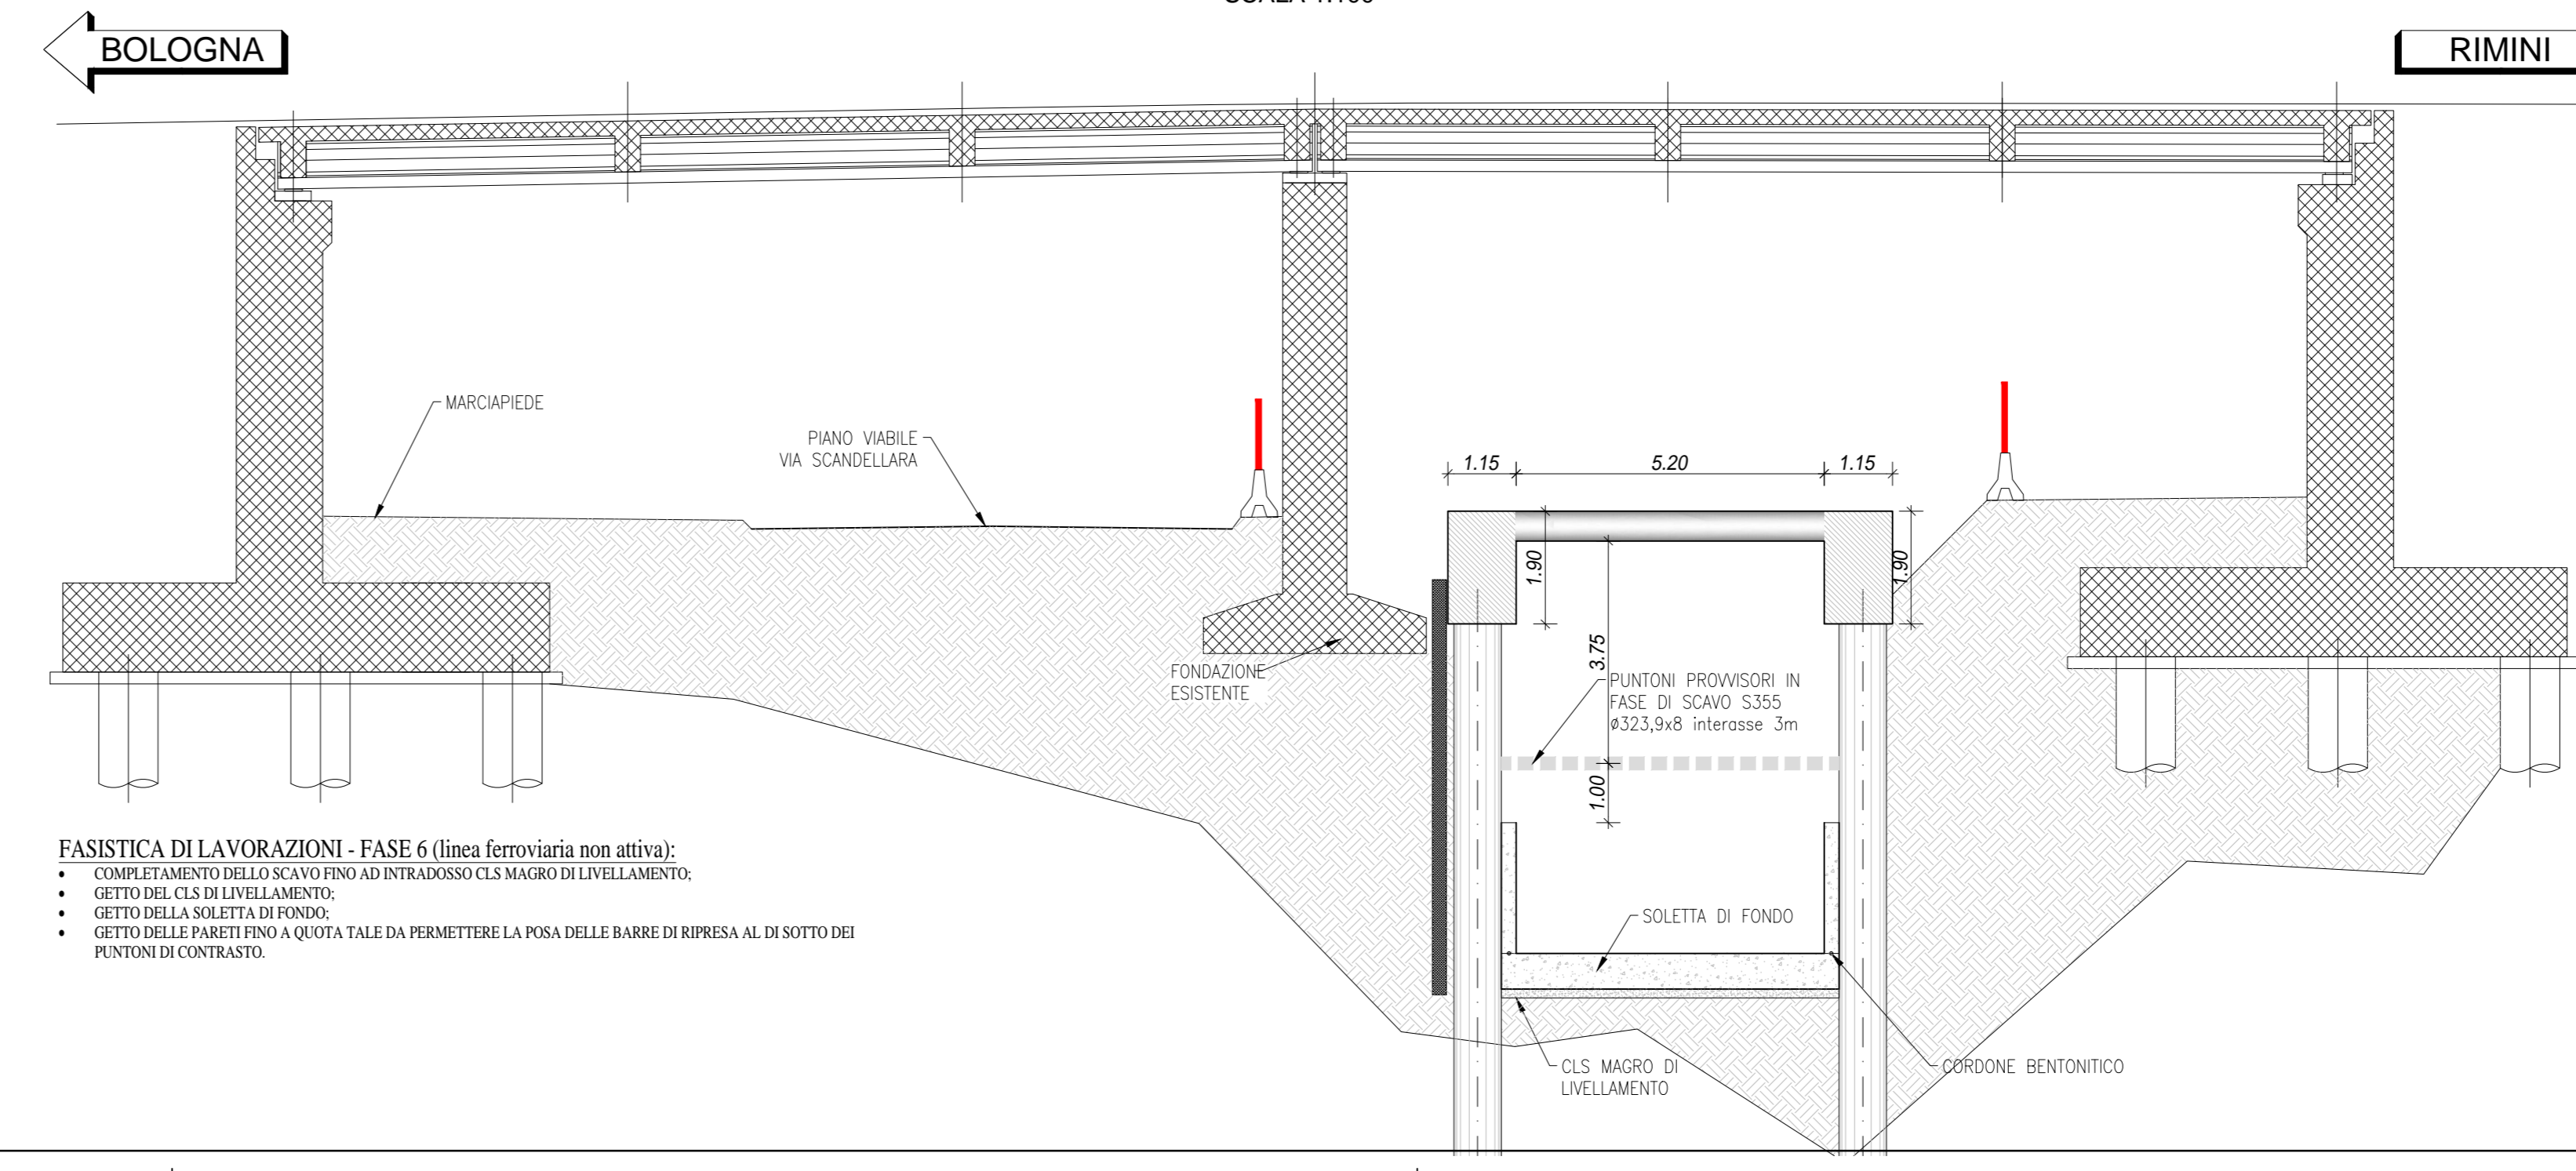 BOLOGNA
RIMINI
MARCIAPIEDE
PIANO VIABILE
VIA SCANDELLARA
1.15
5.20
1.15
1.90
1.90
3.75
FONDAZIONE
ESISTENTE
PUNTONI PROVVISORI IN
FASE DI SCAVO S355
Ø323,9x8 interasse 3m
1.00
FASISTICA DI LAVORAZIONI - FASE 6 (linea ferroviaria non attiva):
• COMPLETAMENTO DELLO SCAVO FINO AD INTRADOSSO CLS MAGRO DI LIVELLAMENTO;
• GETTO DEL CLS DI LIVELLAMENTO;
• GETTO DELLA SOLETTA DI FONDO;
• GETTO DELLE PARETI FINO A QUOTA TALE DA PERMETTERE LA POSA DELLE BARRE DI RIPRESA AL DI SOTTO DEI
PUNTONI DI CONTRASTO.
SOLETTA DI FONDO
CLS MAGRO DI
LIVELLAMENTO
CORDONE BENTONITICO